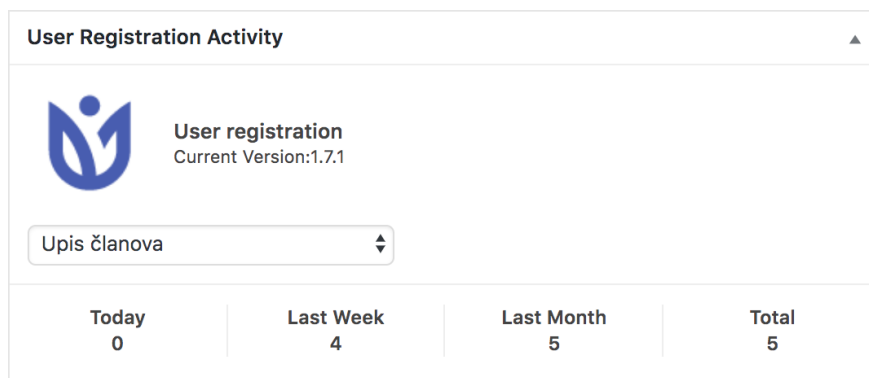 User Registration Activity
User registration
Current Version:1.7.1
Upis članova
Today Last Week Last Month Total
0 4 5 5